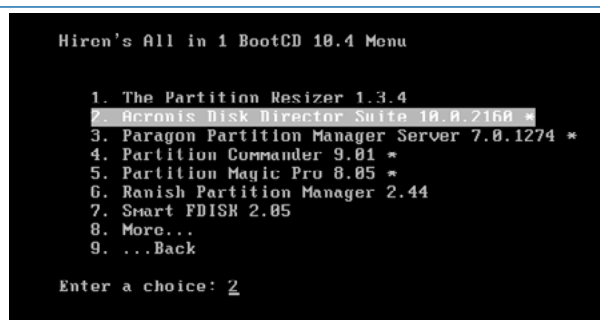 Hiren's All in 1 BootCD 10.4 Menu
1. The Partition Resizer 1.3.4
2. Acronis Disk Director Suite 10.0.2160 *
3. Paragon Partition Manager Server 7.0.1274 *
4. Partition Commander 9.01 *
5. Partition Magic Pro 8.05 *
6. Ranish Partition Manager 2.44
7. Smart FDISK 2.05
8. More...
9. ...Back
Enter a choice: 2